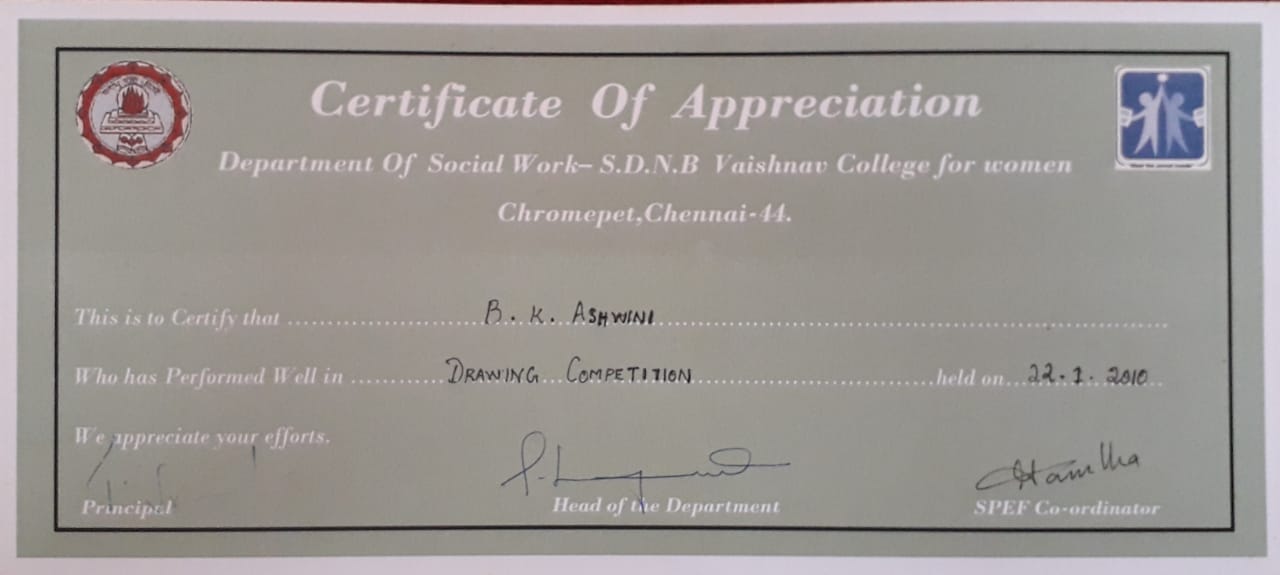 Certificate Of Appreciation
Department Of Social Work– S.D.N.B Vaishnav College for women
Chromepet,Chennai-44.
This is to Certify that ........................ B. K. ASHWINI ........................
Who has Performed Well in ............ DRAWING COMPETITION ........................ held on... 22.1.2010 ..
We appreciate your efforts.
Principal Head of the Department SPEF Co-ordinator